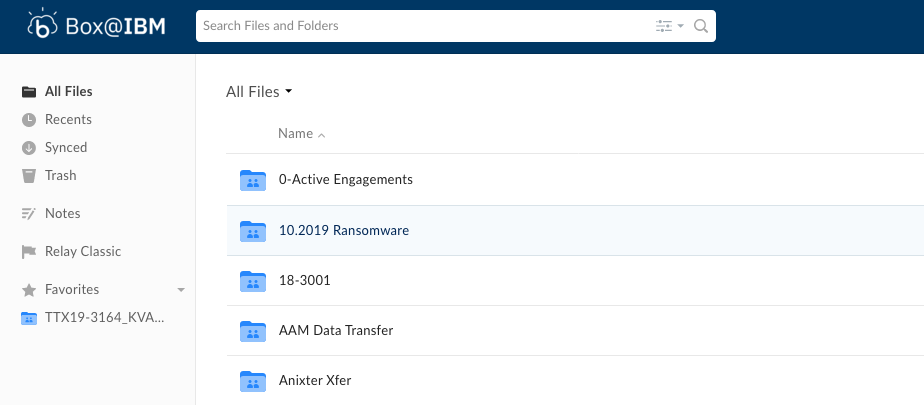 Box@IBM
Search Files and Folders
All Files
Recents
Synced
Trash
Notes
Relay Classic
Favorites
TTX19-3164_KVA...
All Files
Name
0-Active Engagements
10.2019 Ransomware
18-3001
AAM Data Transfer
Anixter Xfer